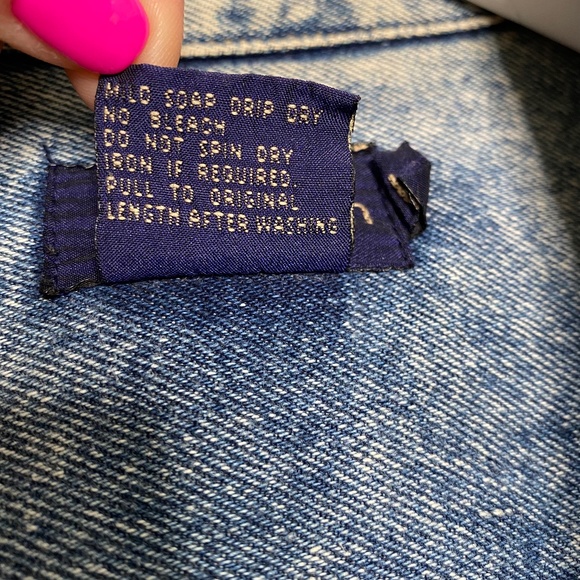 MILD SOAP DRIP DRY
NO BLEACH
DO NOT SPIN DRY
IRON IF REQUIRED.
PULL TO ORIGINAL
LENGTH AFTER WASHING